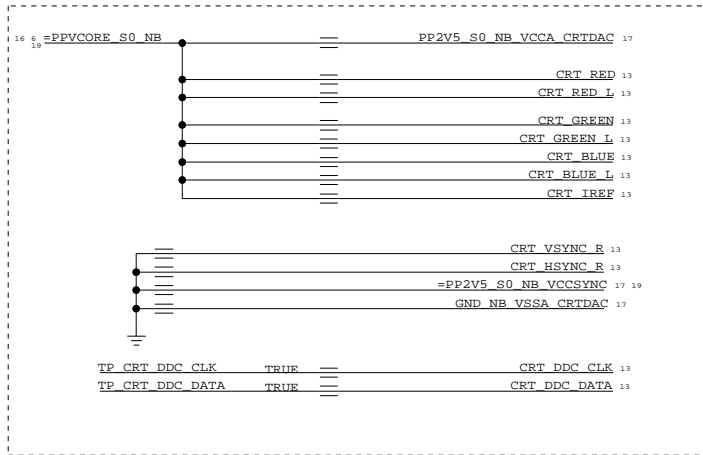 16 6 =PPVCORE_S0_NB PP2V5_S0_NB_VCCA_CRTDAC 17
19
CRT_RED 13
CRT_RED_L 13
CRT_GREEN 13
CRT_GREEN_L 13
CRT_BLUE 13
CRT_BLUE_L 13
CRT_IREF 13
CRT_VSYNC_R 13
CRT_HSYNC_R 13
=PP2V5_S0_NB_VCCSYNC 17 19
GND_NB_VSSA_CRTDAC 17
TP_CRT_DDC_CLK TRUE CRT_DDC_CLK 13
TP_CRT_DDC_DATA TRUE CRT_DDC_DATA 13